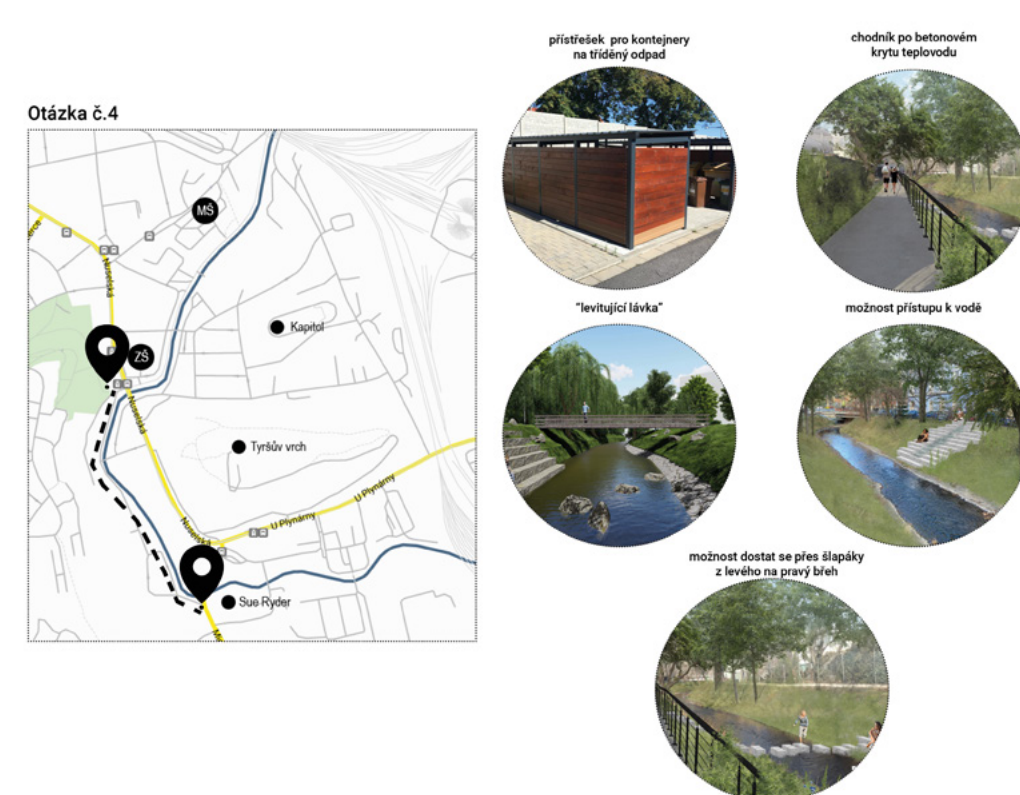 přístřešek pro kontejnery
na tříděný odpad
chodník po betonovém
krytu teplovodu
Otázka č.4
MŠ
Nuselská
Kapitol
ZŠ
Nuselská
Tyršův vrch
U Plynárny
Nuselská
U Plynárny
Sue Ryder
"levitující lávka"
možnost přístupu k vodě
možnost dostat se přes šlapáky
z levého na pravý břeh